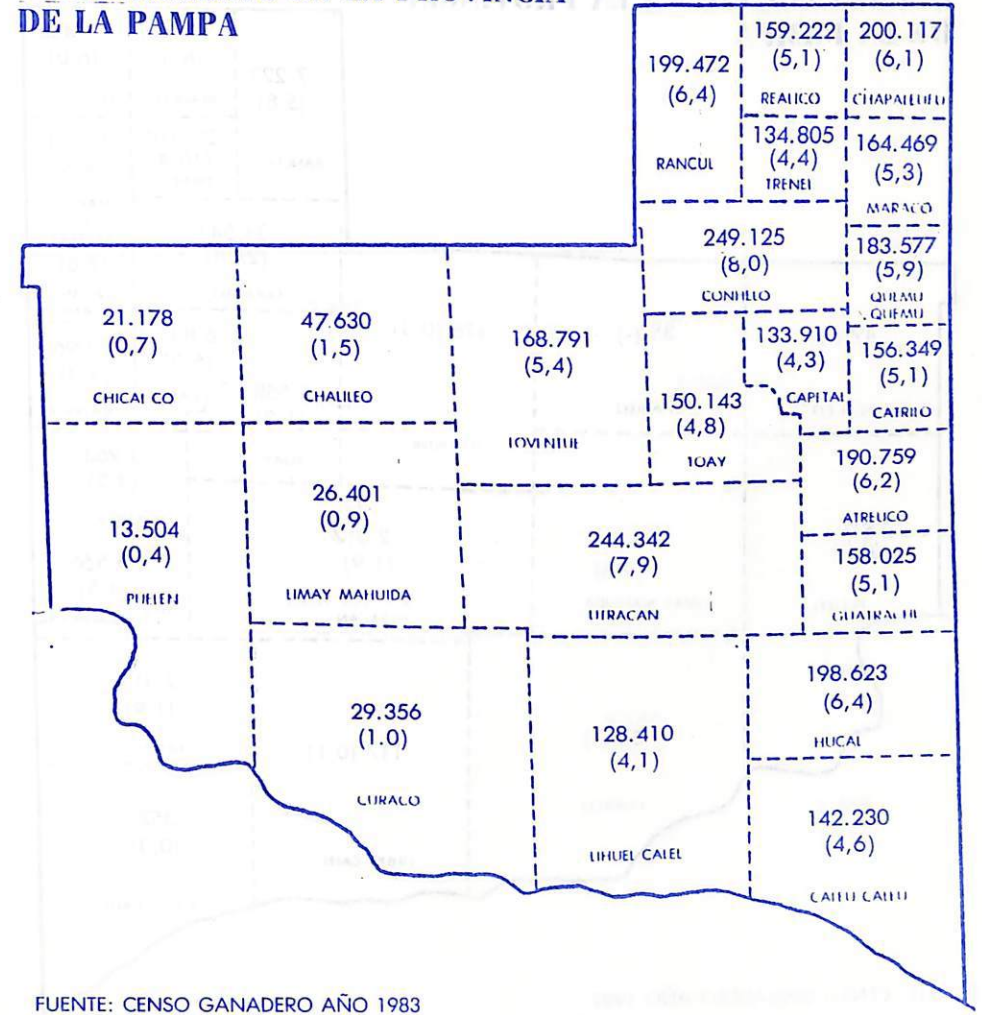 DE LA PAMPA
199.472
(6,4)
RANCUL
159.222
(5,1)
REALICO
200.117
(6,1)
CHAPALEUFU
134.805
(4,4)
TRENEL
164.469
(5,3)
MARACO
249.125
(8,0)
CONHELO
183.577
(5,9)
QUEMU
QUEMU
21.178
(0,7)
CHICAL CO
47.630
(1,5)
CHALILEO
168.791
(5,4)
LOVENTUE
150.143
(4,8)
TOAY
133.910
(4,3)
CAPITAL
156.349
(5,1)
CATRILO
190.759
(6,2)
ATREUCO
13.504
(0,4)
PUELEN
26.401
(0,9)
LIMAY MAHUIDA
244.342
(7,9)
UTRACAN
158.025
(5,1)
GUATRACHE
29.356
(1.0)
CURACO
128.410
(4,1)
LIHUEL CALEL
198.623
(6,4)
HUCAL
142.230
(4,6)
CALEU CALEU
FUENTE: CENSO GANADERO AÑO 1983